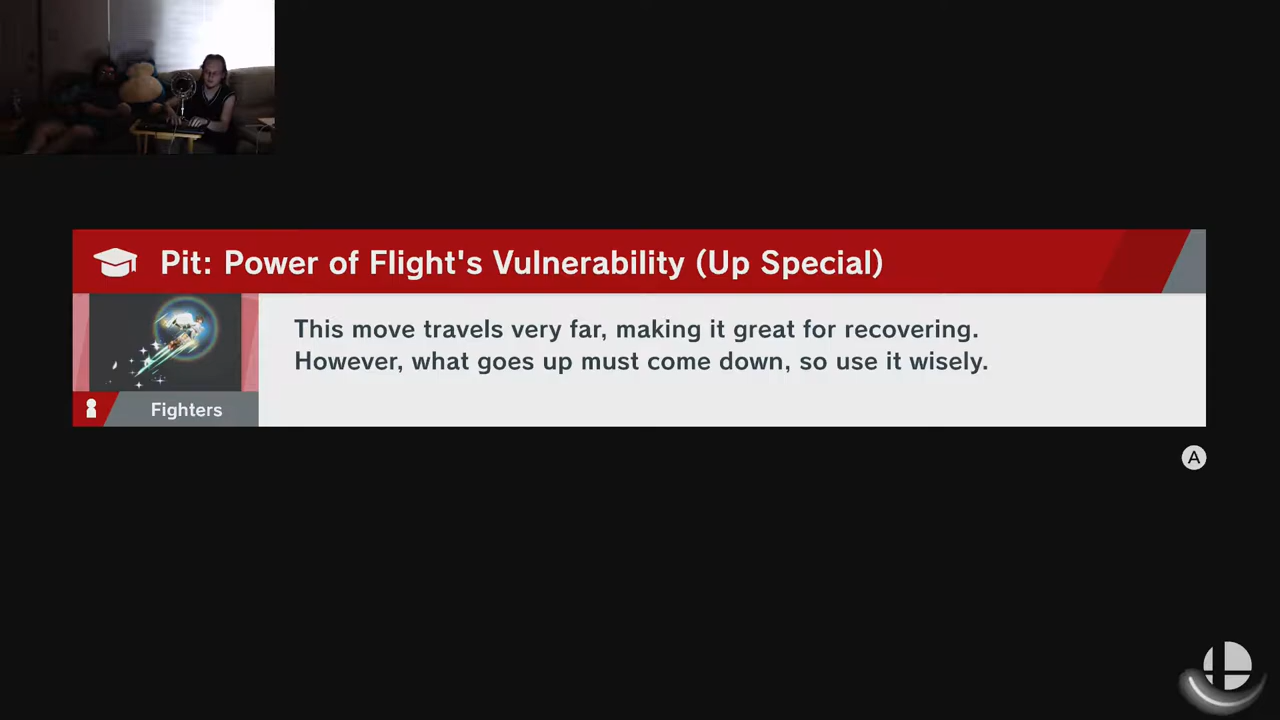 Pit: Power of Flight's Vulnerability (Up Special)
This move travels very far, making it great for recovering.
However, what goes up must come down, so use it wisely.
Fighters
A